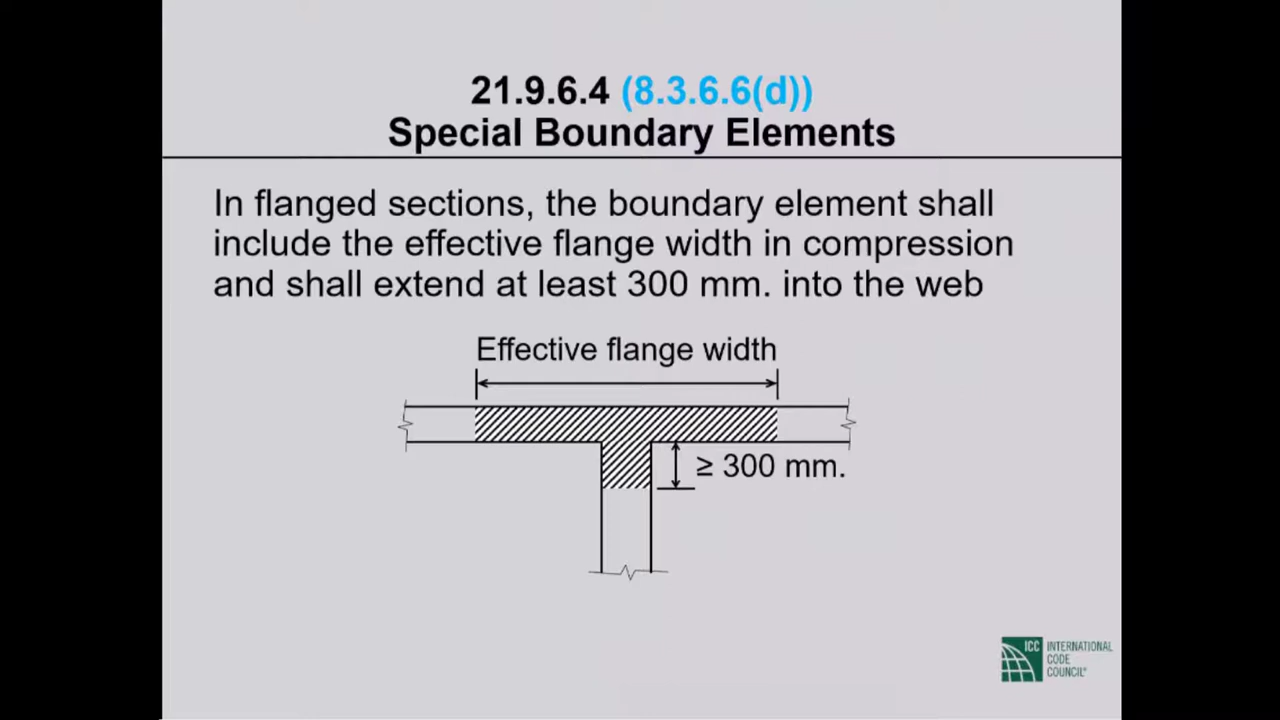 21.9.6.4 (8.3.6.6(d))
Special Boundary Elements
In flanged sections, the boundary element shall
include the effective flange width in compression
and shall extend at least 300 mm. into the web
Effective flange width
≥ 300 mm.
ICC INTERNATIONAL
CODE
COUNCIL®